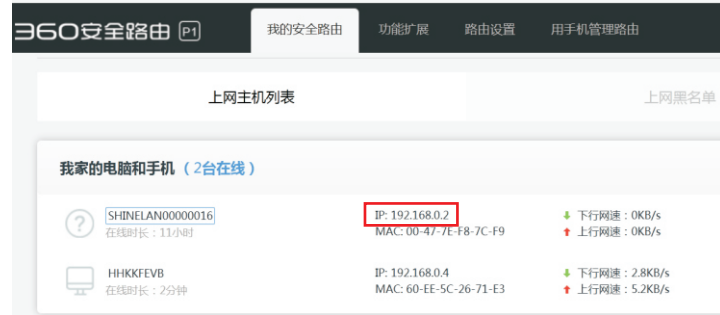 360安全路由 P1 我的安全路由 功能扩展 路由设置 用手机管理路由
上网主机列表 上网黑名单
我家的电脑和手机（2台在线）
SHINELAN00000016 IP: 192.168.0.2 下行网速：0KB/s
在线时长：11小时 MAC: 00-47-7E-F8-7C-F9 上行网速：0KB/s
HHKKFEVB IP: 192.168.0.4 下行网速：2.8KB/s
在线时长：2分钟 MAC: 60-EE-5C-26-71-E3 上行网速：5.2KB/s